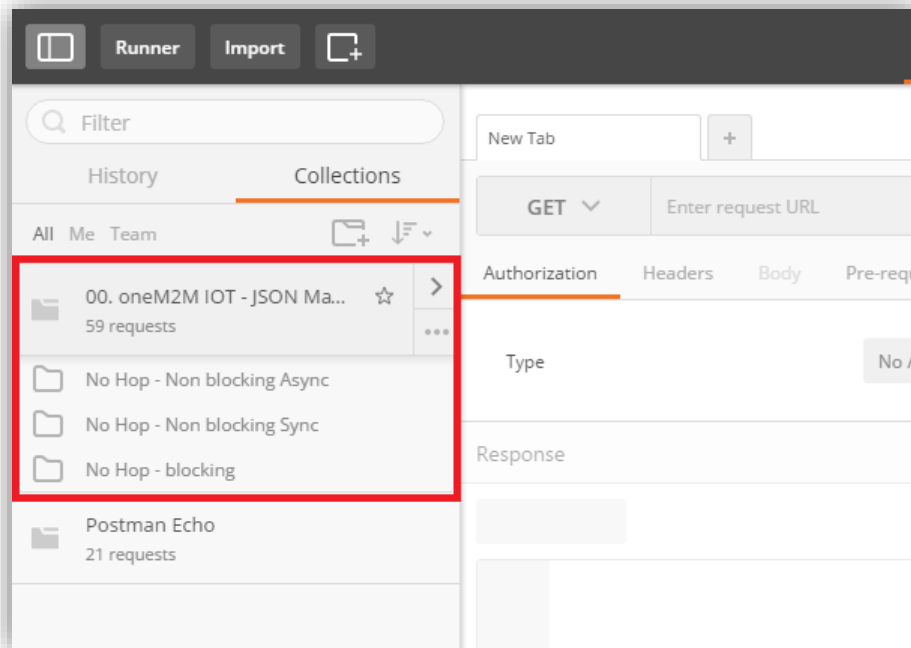 Runner Import
Filter
History Collections
All Me Team
00. oneM2M IOT - JSON Ma...
59 requests
No Hop - Non blocking Async
No Hop - Non blocking Sync
No Hop - blocking
Postman Echo
21 requests
New Tab
GET Enter request URL
Authorization Headers Body Pre-req
Type No
Response